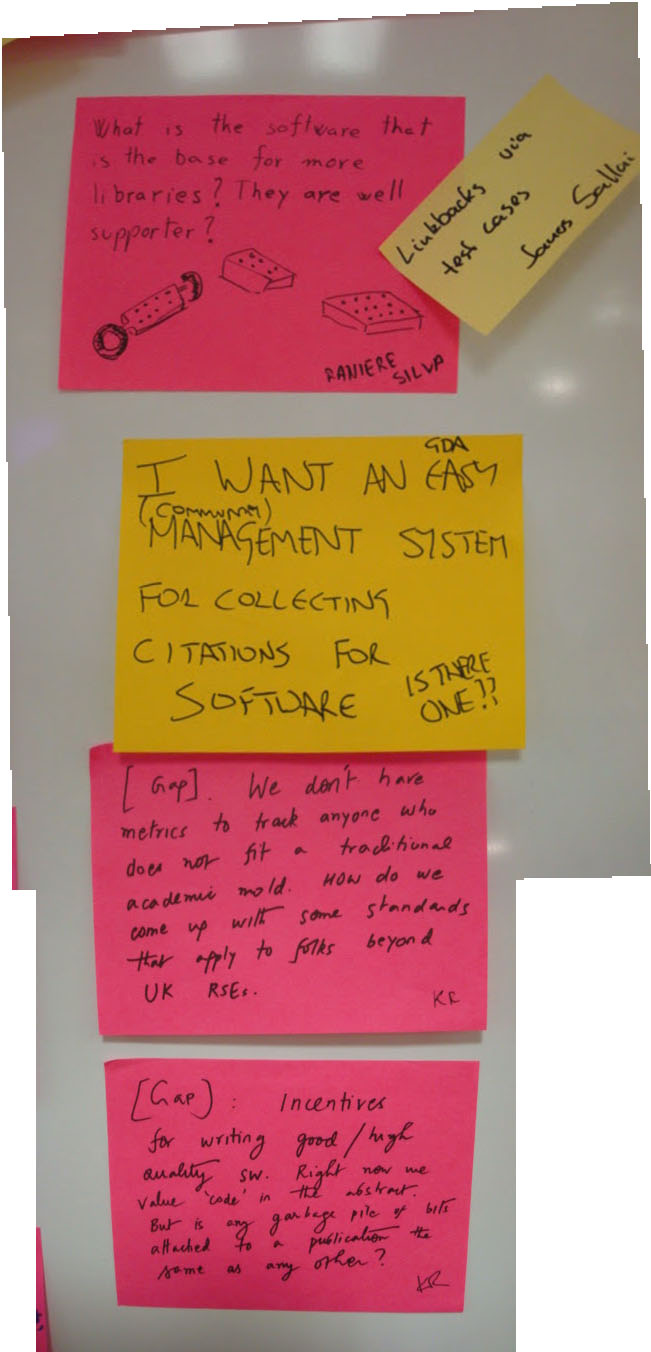 What is the software that
is the base for more
libraries? They are well
supporter?
RANIERE
SILVA
Linkbacks via
test cases
Janos Sallai
GDA
I WANT AN EASY
(COMMUNITY)
MANAGEMENT SYSTEM
FOR COLLECTING
CITATIONS FOR
SOFTWARE
IS THERE
ONE??
[Gap]. We don't have
metrics to track anyone who
does not fit a traditional
academic mold. How do we
come up with some standards
that apply to folks beyond
UK RSEs.
KR
[Gap]: Incentives
for writing good/high
quality sw. Right now we
value 'code' in the abstract.
But is any garbage pile of bits
attached to a publication the
same as any other?
KR